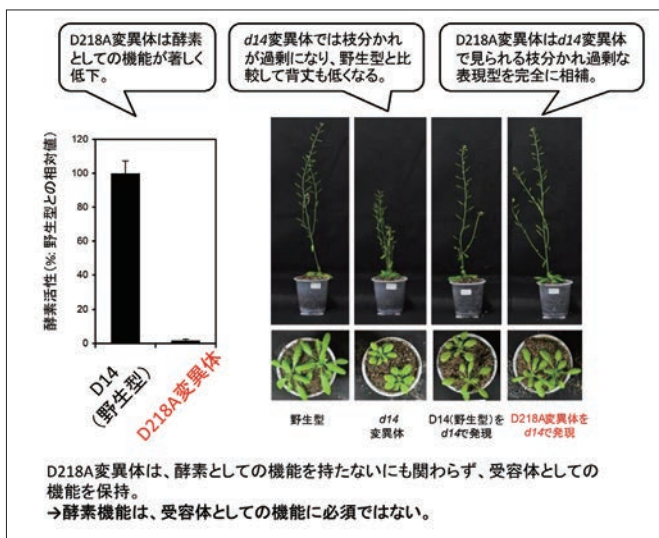 D218A変異体は酵素
としての機能が著しく
低下。
d14変異体では枝分かれ
が過剰になり、野生型と比
較して背丈も低くなる。
D218A変異体はd14変異体
で見られる枝分かれ過剰な
表現型を完全に相補。
酵素活性(%: 野生型との相対値)
120
100
80
60
40
20
0
D14
(野生型)
D218A変異体
野生型
d14
変異体
D14(野生型)を
d14で発現
D218A変異体を
d14で発現
D218A変異体は、酵素としての機能を持たないにも関わらず、受容体としての
機能を保持。
→酵素機能は、受容体としての機能に必須ではない。